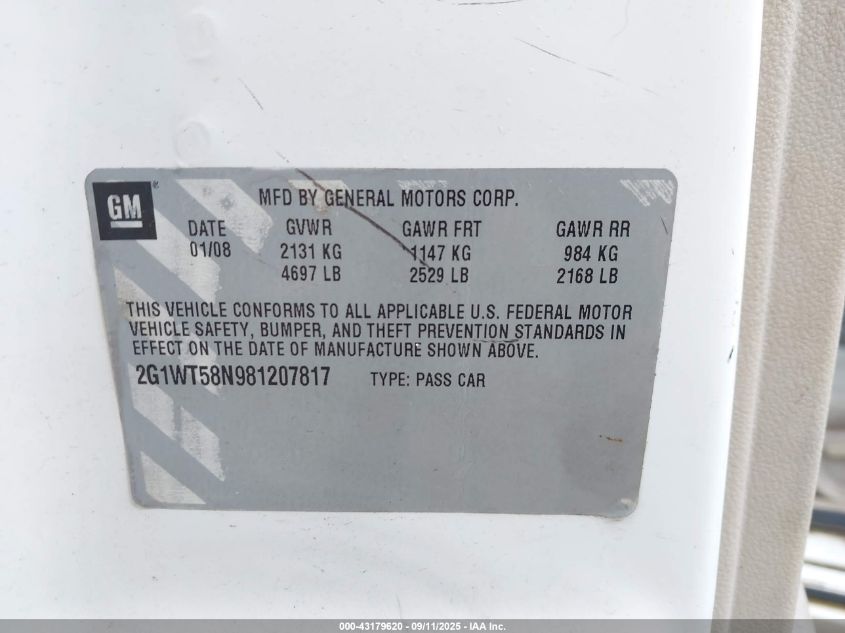 GM
MFD BY GENERAL MOTORS CORP.
DATE GVWR GAWR FRT GAWR RR
01/08 2131 KG 1147 KG 984 KG
4697 LB 2529 LB 2168 LB
THIS VEHICLE CONFORMS TO ALL APPLICABLE U.S. FEDERAL MOTOR
VEHICLE SAFETY, BUMPER, AND THEFT PREVENTION STANDARDS IN
EFFECT ON THE DATE OF MANUFACTURE SHOWN ABOVE.
2G1WT58N981207817 TYPE: PASS CAR
000-43179620 - 09/11/2025 - IAA Inc.